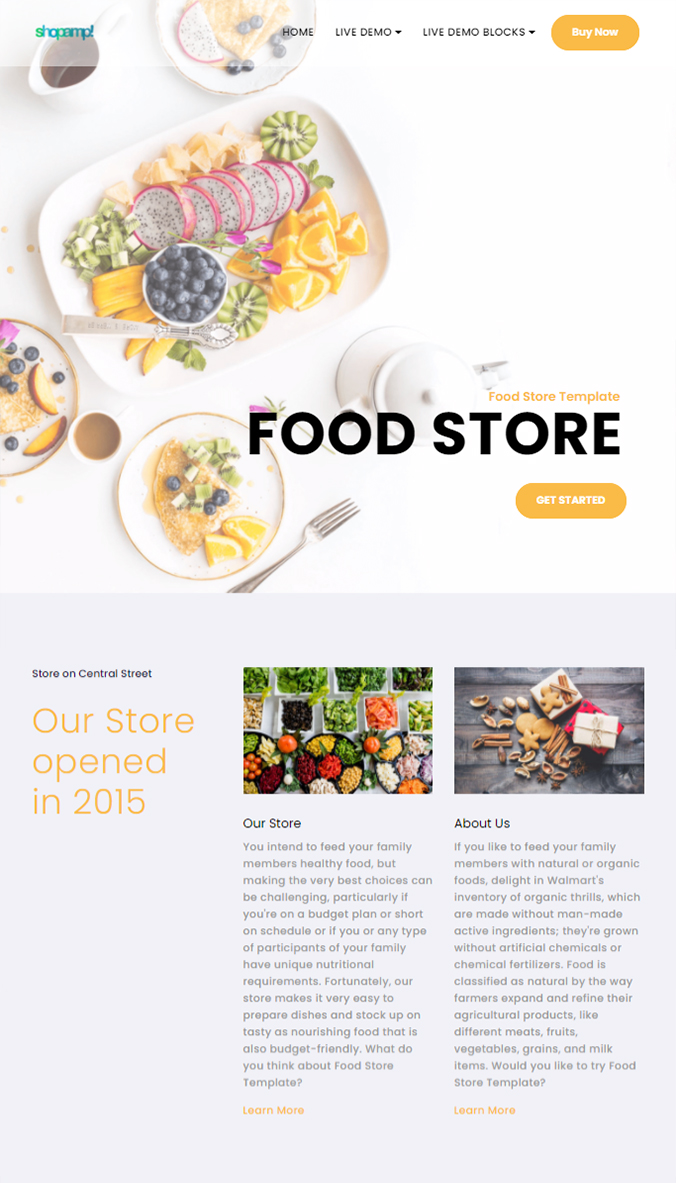 shopamp!
HOME
LIVE DEMO
LIVE DEMO BLOCKS
Buy Now
Food Store Template
FOOD STORE
GET STARTED
Store on Central Street
Our Store
opened
in 2015
Our Store
You intend to feed your family
members healthy food, but
making the very best choices can
be challenging, particularly if
you're on a budget plan or short
on schedule or if you or any type
of participants of your family
have unique nutritional
requirements. Fortunately, our
store makes it very easy to
prepare dishes and stock up on
tasty as nourishing food that is
also budget-friendly. What do
you think about Food Store
Template?
Learn More
About Us
If you like to feed your family
members with natural or organic
foods, delight in Walmart's
inventory of organic thrills, which
are made without man-made
active ingredients; they're grown
without artificial chemicals or
chemical fertilizers. Food is
classified as natural by the way
farmers expand and refine their
agricultural products, like
different meats, fruits,
vegetables, grains, and milk
items. Would you like to try Food
Store Template?
Learn More